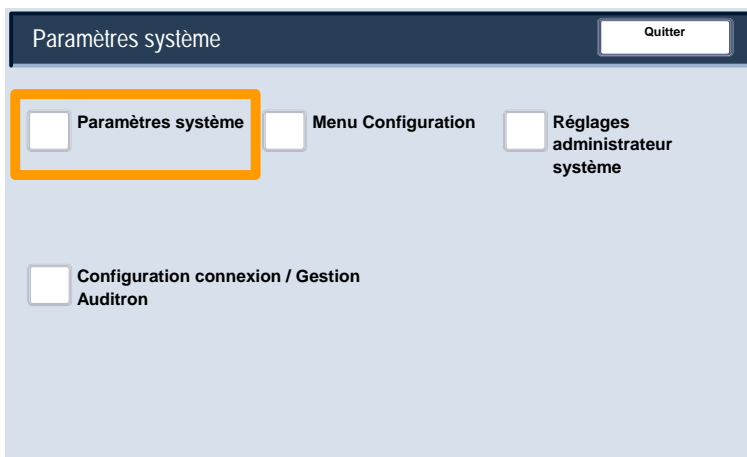 Paramètres système
Quitter
Paramètres système
Menu Configuration
Réglages
administrateur
système
Configuration connexion / Gestion
Auditron